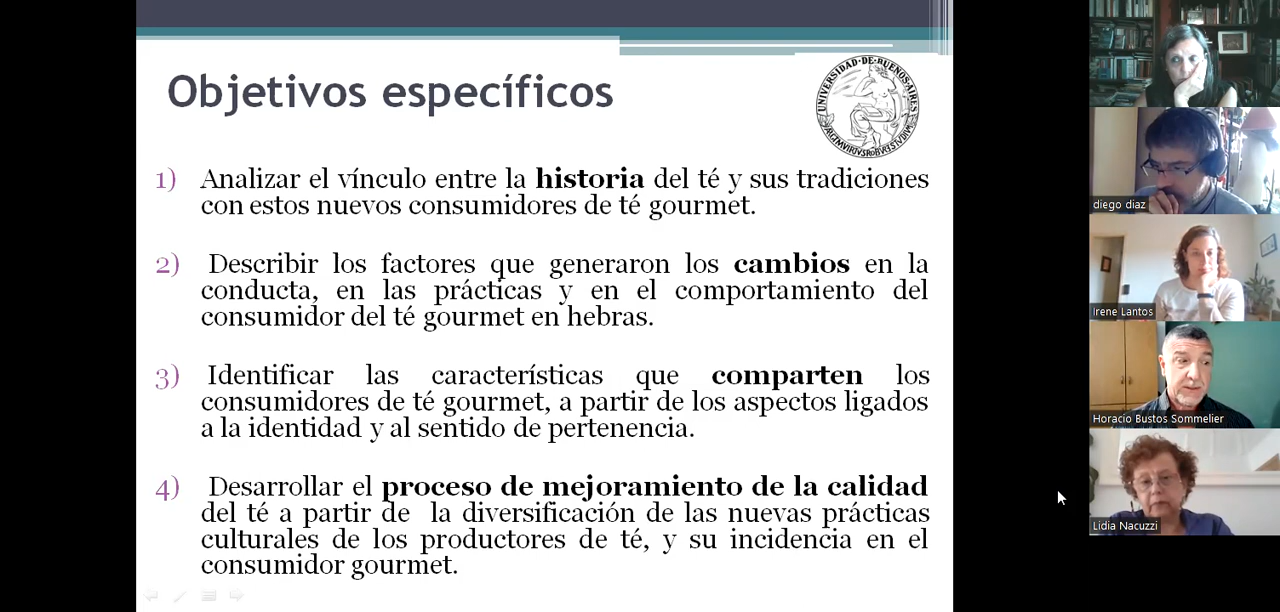 Objetivos específicos
UNIVERSIDAD·DE·BUENOS·AIRES
1) Analizar el vínculo entre la historia del té y sus tradiciones
con estos nuevos consumidores de té gourmet.
2) Describir los factores que generaron los cambios en la
conducta, en las prácticas y en el comportamiento del
consumidor del té gourmet en hebras.
3) Identificar las características que comparten los
consumidores de té gourmet, a partir de los aspectos ligados
a la identidad y al sentido de pertenencia.
4) Desarrollar el proceso de mejoramiento de la calidad
del té a partir de la diversificación de las nuevas prácticas
culturales de los productores de té, y su incidencia en el
consumidor gourmet.
diego diaz
Irene Lantos
Horacio Bustos Sommelier
Lidia Nacuzzi